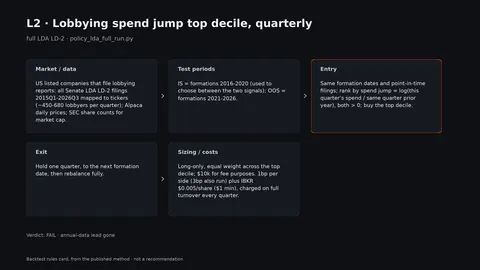 L2 · Lobbying spend jump top decile, quarterly
full LDA LD-2 · policy_lda_full_run.py
Market / data
US listed companies that file lobbying
reports: all Senate LDA LD-2 filings
2015Q1-2026Q3 mapped to tickers
(~450-680 lobbyers per quarter); Alpaca
daily prices; SEC share counts for
market cap.
›
Test periods
IS = formations 2016-2020 (used to
choose between the two signals); OOS =
formations 2021-2026.
›
Entry
Same formation dates and point-in-time
filings; rank by spend jump = log(this
quarter's spend / same quarter prior
year), both > 0; buy the top decile.
Exit
Hold one quarter, to the next formation
date, then rebalance fully.
›
Sizing / costs
Long-only, equal weight across the top
decile; $10k for fee purposes. 1bp per
side (3bp also run) plus IBKR
$0.005/share ($1 min), charged on full
turnover every quarter.
Verdict: FAIL · annual-data lead gone
Backtest rules card, from the published method · not a recommendation